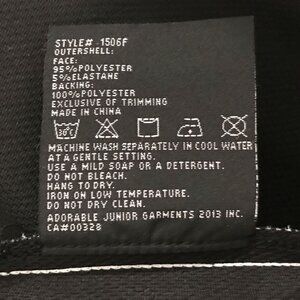 STYLE# 1506F
OUTERSHELL:
FACE:
95%POLYESTER
5%ELASTANE
BACKING:
100%POLYESTER
EXCLUSIVE OF TRIMMING
MADE IN CHINA
30°C
MACHINE WASH SEPARATELY IN COOL WATER
AT A GENTLE SETTING.
USE A MILD SOAP OR A DETERGENT.
DO NOT BLEACH.
HANG TO DRY.
IRON ON LOW TEMPERATURE.
DO NOT DRY CLEAN.
ADORABLE JUNIOR GARMENTS 2013 INC.
CA#00328